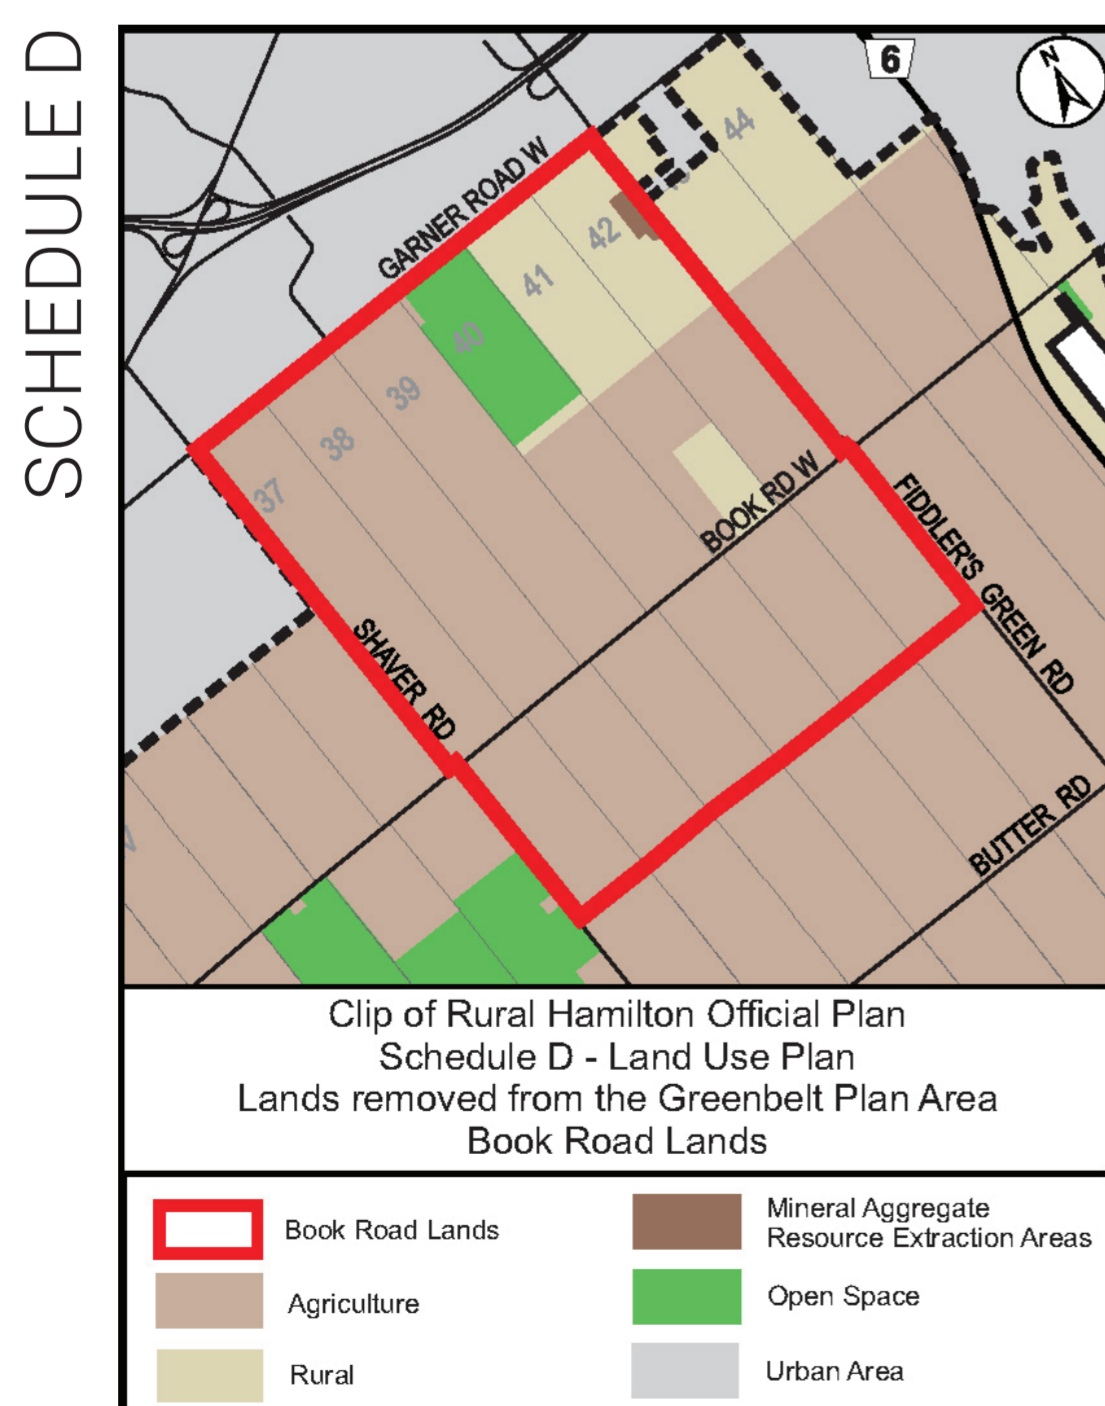 SCHEDULE D
6
N
44
GARNER ROAD W
42
41
40
39
38
37
BOOK RD W
FIDDLER'S GREEN RD
SHAVER RD
BUTTER RD
Clip of Rural Hamilton Official Plan
Schedule D - Land Use Plan
Lands removed from the Greenbelt Plan Area
Book Road Lands
Book Road Lands
Agriculture
Rural
Mineral Aggregate
Resource Extraction Areas
Open Space
Urban Area